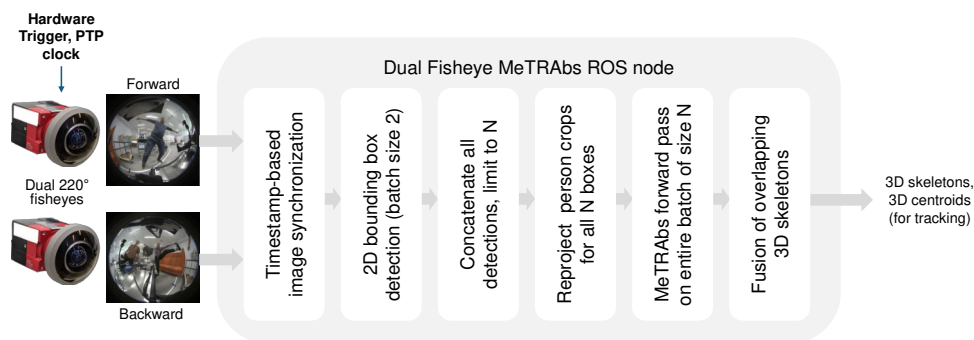 Hardware
Trigger, PTP
clock
Forward
Dual 220°
fisheyes
Backward
Dual Fisheye MeTRAbs ROS node
Timestamp-based
image synchronization
2D bounding box
detection (batch size 2)
Concatenate all
detections, limit to N
Reproject person crops
for all N boxes
MeTRAbs forward pass
on entire batch of size N
Fusion of overlapping
3D skeletons
3D skeletons,
3D centroids
(for tracking)